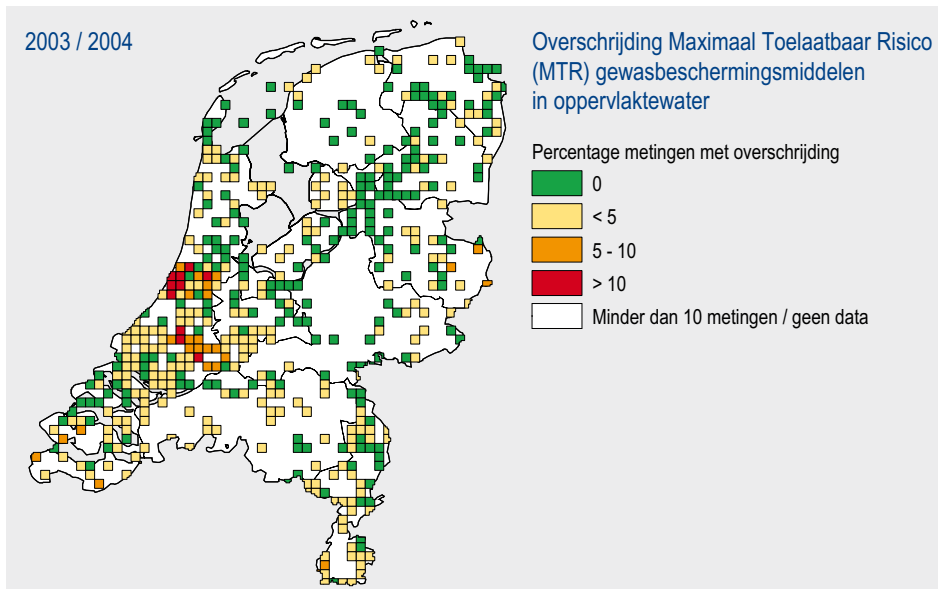 2003 / 2004
Overschrijding Maximaal Toelaatbaar Risico
(MTR) gewasbeschermingsmiddelen
in oppervlaktewater
Percentage metingen met overschrijding
0
< 5
5 - 10
> 10
Minder dan 10 metingen / geen data